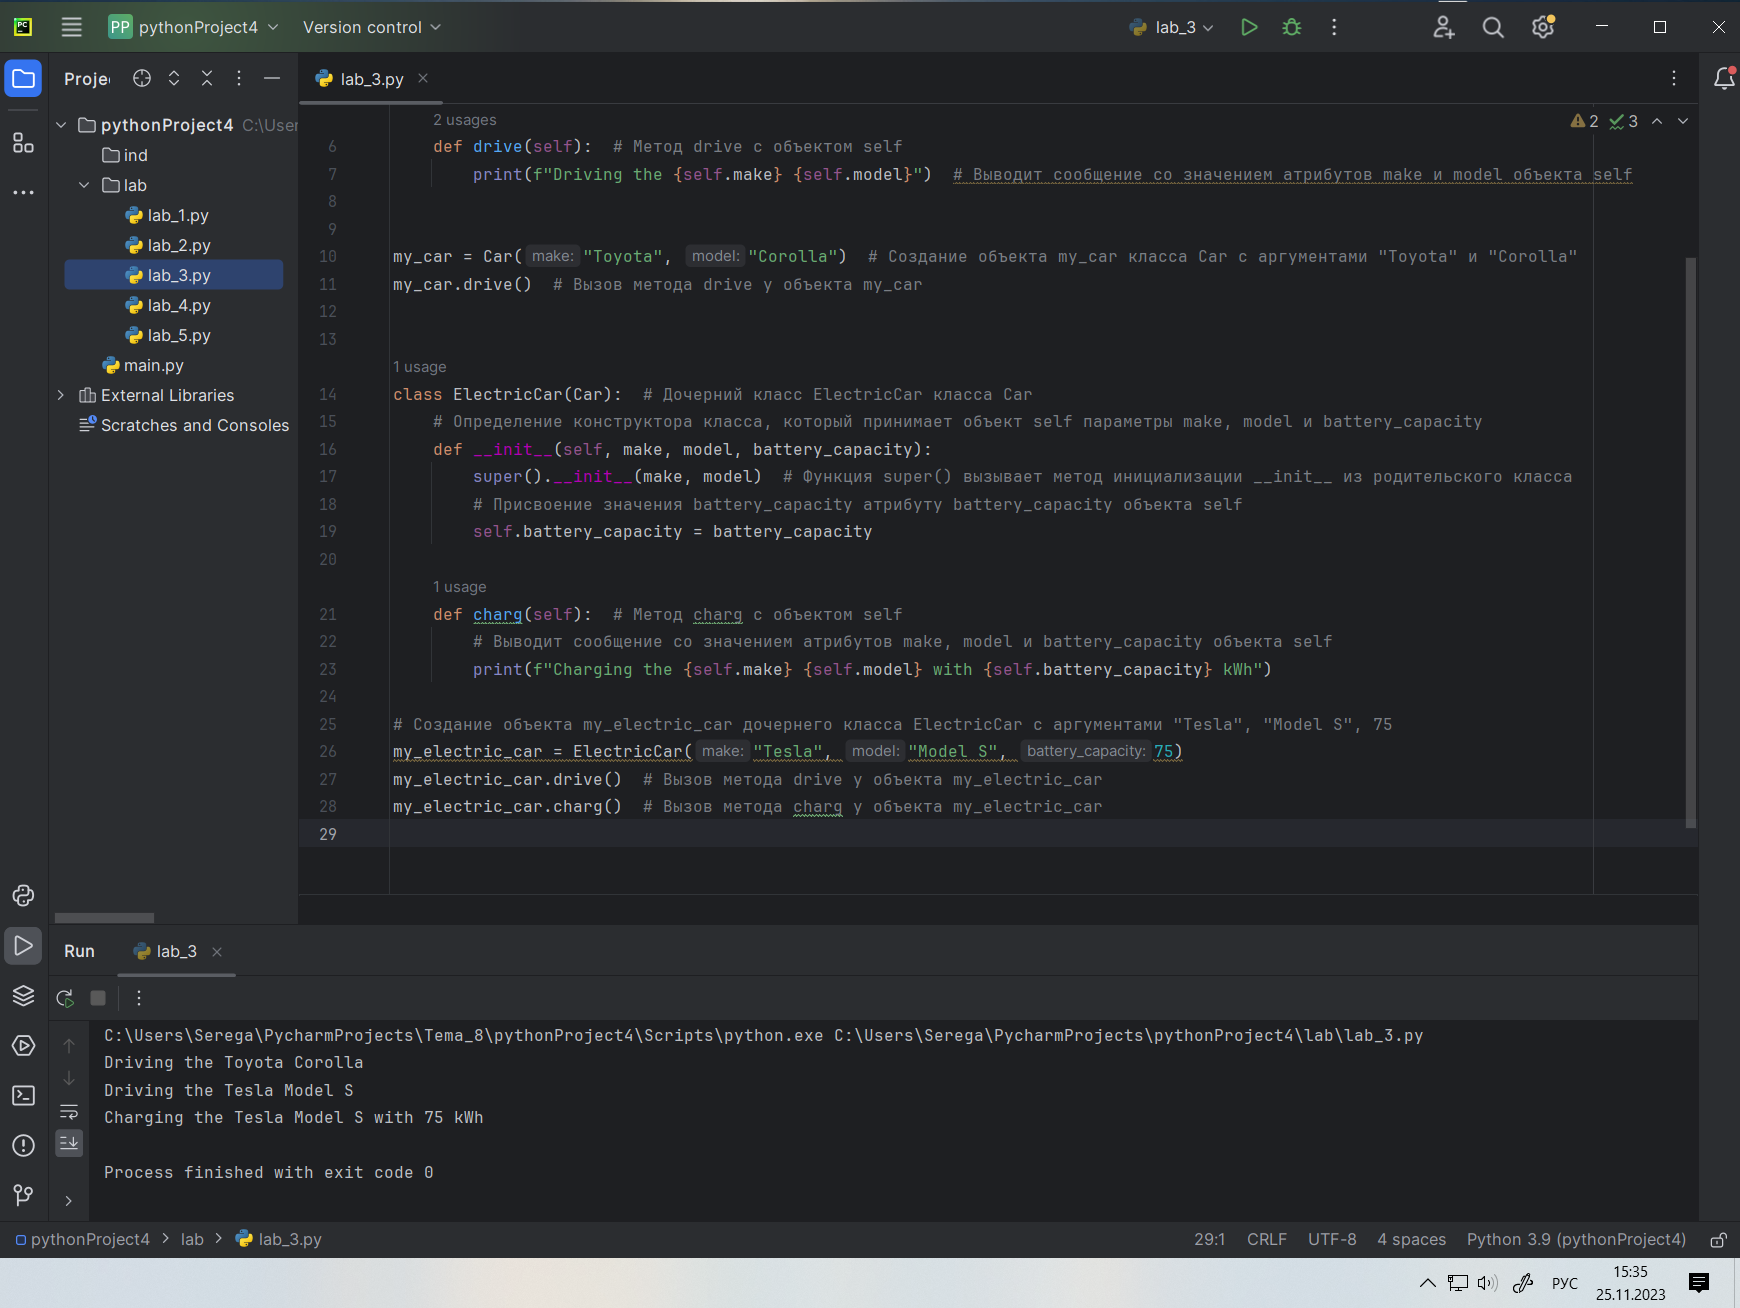 PC PP pythonProject4 Version control lab_3
Proje lab_3.py
pythonProject4 C:\User
ind
lab
lab_1.py
lab_2.py
lab_3.py
lab_4.py
lab_5.py
main.py
External Libraries
Scratches and Consoles
2 3
2 usages
6 def drive(self):  # Метод drive с объектом self
7 print(f"Driving the {self.make} {self.model}")  # Выводит сообщение со значением атрибутов make и model объекта self
8
9
10 my_car = Car( make: "Toyota", model: "Corolla")  # Создание объекта my_car класса Car с аргументами "Toyota" и "Corolla"
11 my_car.drive()  # Вызов метода drive у объекта my_car
12
13
1 usage
14 class ElectricCar(Car):  # Дочерний класс ElectricCar класса Car
15 # Определение конструктора класса, который принимает объект self параметры make, model и battery_capacity
16 def __init__(self, make, model, battery_capacity):
17 super().__init__(make, model)  # Функция super() вызывает метод инициализации __init__ из родительского класса
18 # Присвоение значения battery_capacity атрибуту battery_capacity объекта self
19 self.battery_capacity = battery_capacity
20
1 usage
21 def charg(self):  # Метод charg с объектом self
22 # Выводит сообщение со значением атрибутов make, model и battery_capacity объекта self
23 print(f"Charging the {self.make} {self.model} with {self.battery_capacity} kWh")
24
25 # Создание объекта my_electric_car дочернего класса ElectricCar с аргументами "Tesla", "Model S", 75
26 my_electric_car = ElectricCar( make: "Tesla", model: "Model S", battery_capacity: 75)
27 my_electric_car.drive()  # Вызов метода drive у объекта my_electric_car
28 my_electric_car.charg()  # Вызов метода charg у объекта my_electric_car
29
Run lab_3
C:\Users\Serega\PycharmProjects\Tema_8\pythonProject4\Scripts\python.exe C:\Users\Serega\PycharmProjects\pythonProject4\lab\lab_3.py
Driving the Toyota Corolla
Driving the Tesla Model S
Charging the Tesla Model S with 75 kWh
Process finished with exit code 0
pythonProject4 > lab > lab_3.py 29:1 CRLF UTF-8 4 spaces Python 3.9 (pythonProject4)
РУС 15:35
25.11.2023